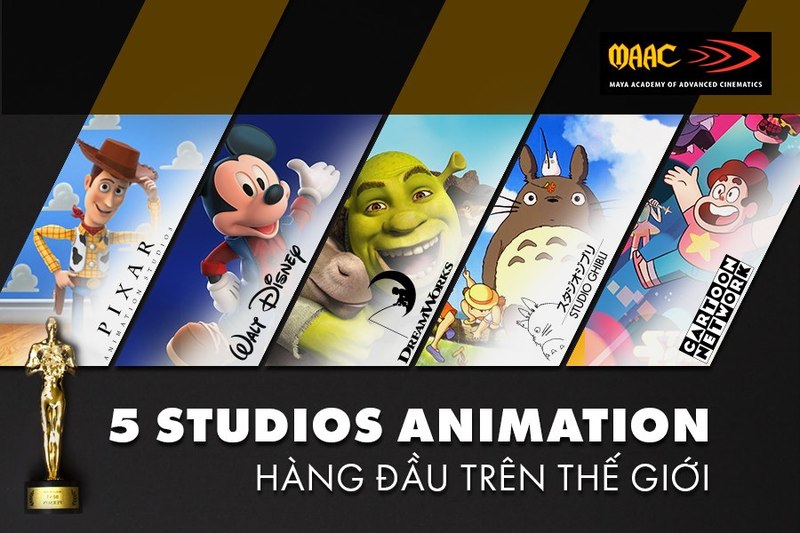 MAAC
MAYA ACADEMY OF ADVANCED CINEMATICS
PIXAR
ANIMATION STUDIOS
WALT DISNEY
DREAMWORKS
スタジオジブリ
STUDIO GHIBLI
CARTOON
NETWORK
5 STUDIOS ANIMATION
HÀNG ĐẦU TRÊN THẾ GIỚI